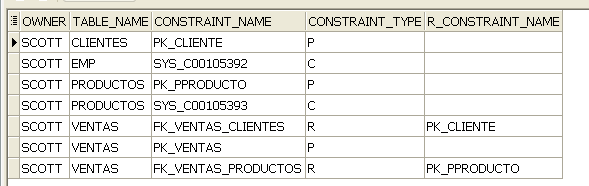 OWNER TABLE_NAME CONSTRAINT_NAME CONSTRAINT_TYPE R_CONSTRAINT_NAME
SCOTT CLIENTES PK_CLIENTE P
SCOTT EMP SYS_C00105392 C
SCOTT PRODUCTOS PK_PPRODUCTO P
SCOTT PRODUCTOS SYS_C00105393 C
SCOTT VENTAS FK_VENTAS_CLIENTES R PK_CLIENTE
SCOTT VENTAS PK_VENTAS P
SCOTT VENTAS FK_VENTAS_PRODUCTOS R PK_PPRODUCTO